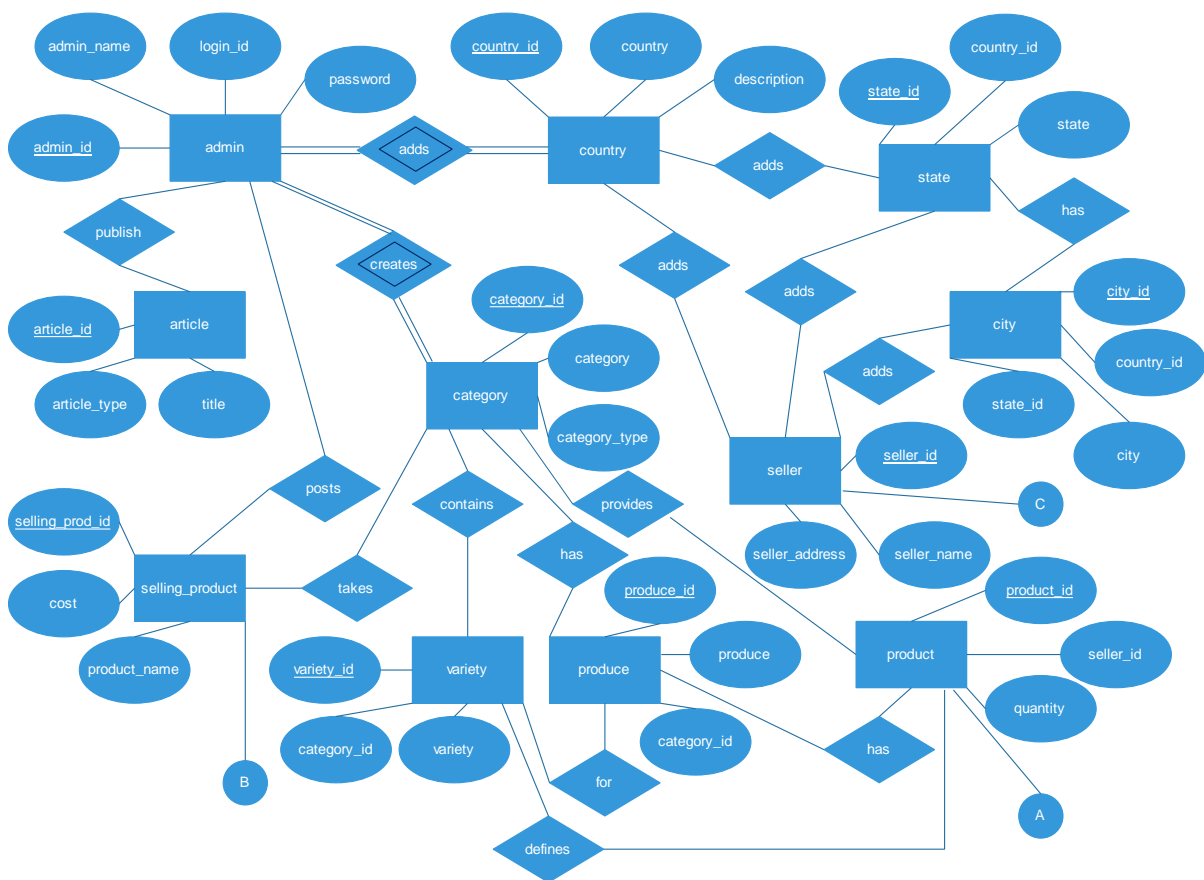 admin_name
login_id
country_id
country
country_id
password
description
state_id
state
admin_id
admin
adds
country
adds
state
publish
has
creates
adds
adds
category_id
city_id
article_id
article
category
city
country_id
adds
article_type
title
category
state_id
category_type
city
seller
seller_id
posts
contains
provides
C
selling_prod_id
has
seller_address
seller_name
selling_product
takes
produce_id
product_id
cost
product_name
variety_id
variety
produce
produce
product
seller_id
quantity
category_id
variety
category_id
has
B
for
A
defines